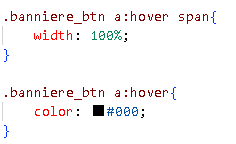 .banniere_btn a:hover span{
width: 100%;
}
.banniere_btn a:hover{
color: #000;
}